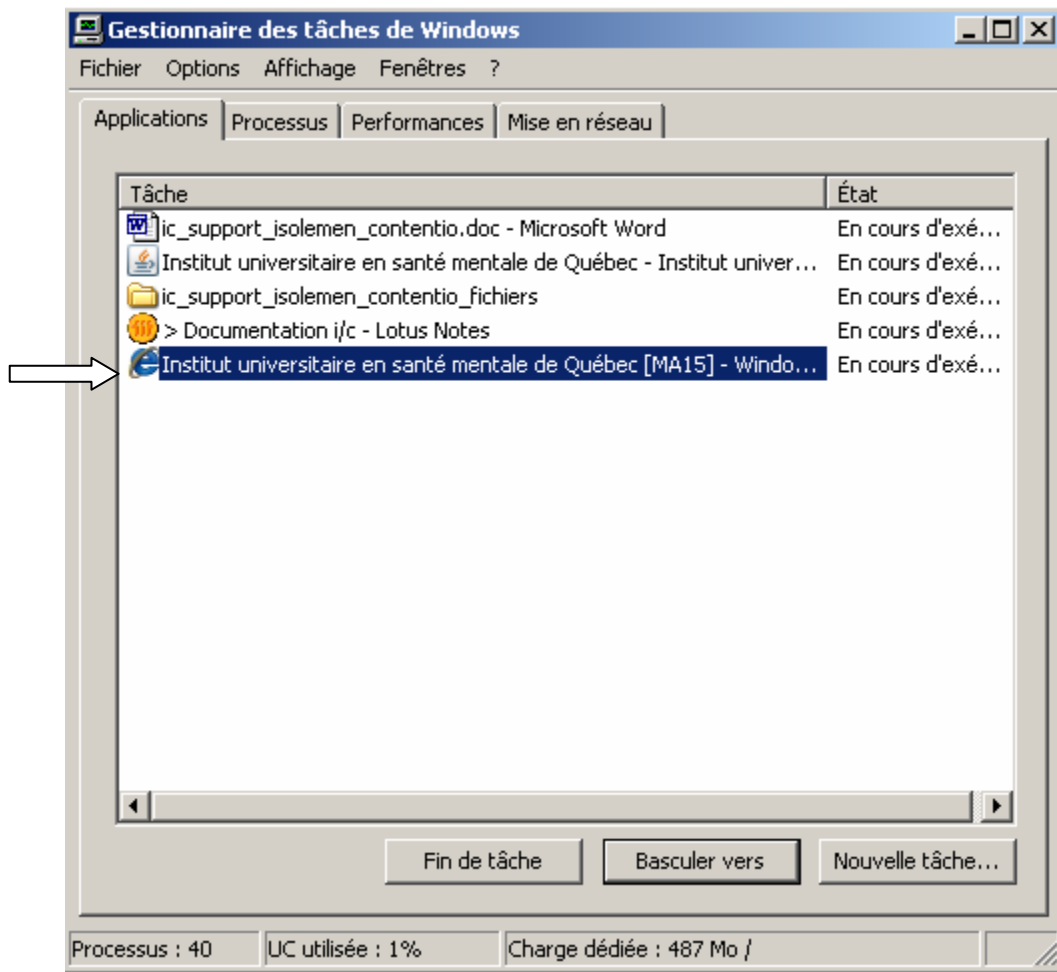 Gestionnaire des tâches de Windows
Fichier Options Affichage Fenêtres ?
Applications Processus Performances Mise en réseau
Tâche État
ic_support_isolemen_contentio.doc - Microsoft Word En cours d'exé...
Institut universitaire en santé mentale de Québec - Institut univer... En cours d'exé...
ic_support_isolemen_contentio_fichiers En cours d'exé...
> Documentation i/c - Lotus Notes En cours d'exé...
Institut universitaire en santé mentale de Québec [MA15] - Windo... En cours d'exé...
Fin de tâche Basculer vers Nouvelle tâche...
Processus : 40 UC utilisée : 1% Charge dédiée : 487 Mo /